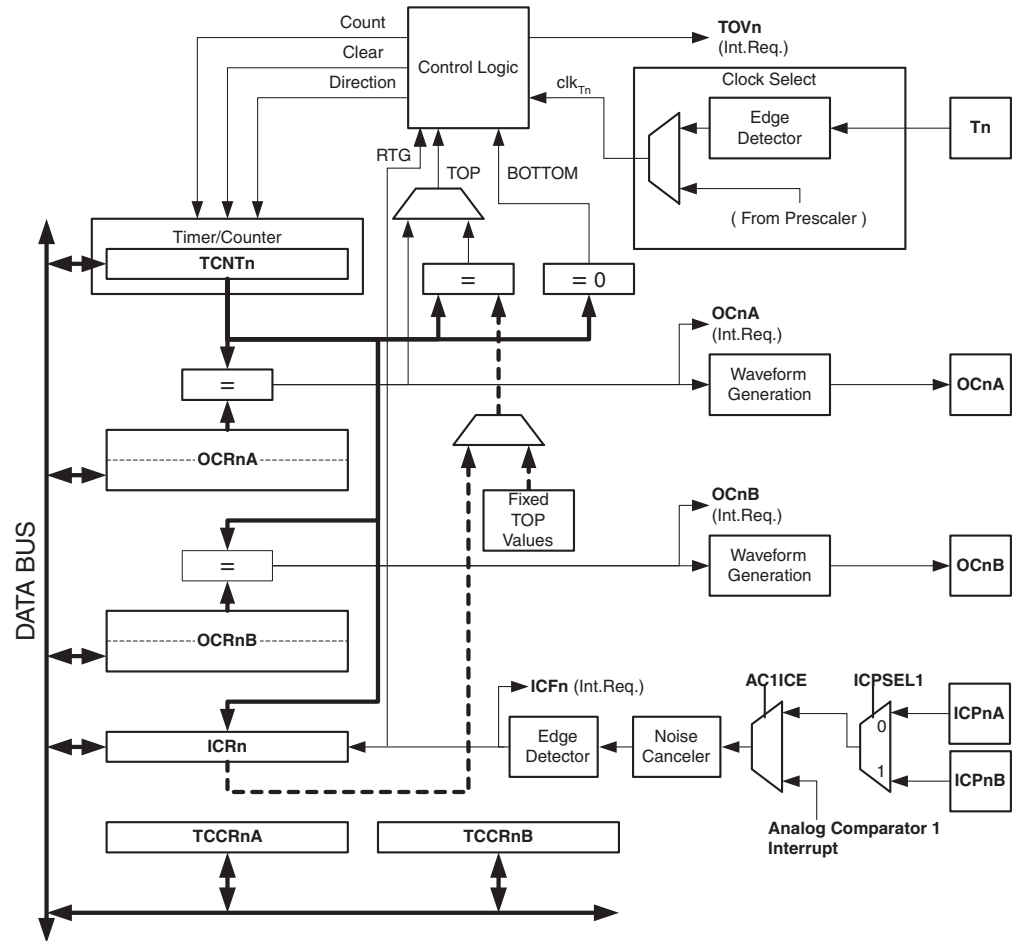 Count
Clear
Direction
Control Logic
TOVn
(Int.Req.)
clkTn
Clock Select
Edge
Detector
Tn
( From Prescaler )
RTG
TOP
BOTTOM
Timer/Counter
TCNTn
=
= 0
OCnA
(Int.Req.)
=
Waveform
Generation
OCnA
OCRnA
Fixed
TOP
Values
OCnB
(Int.Req.)
=
Waveform
Generation
OCnB
OCRnB
DATA BUS
ICFn (Int.Req.)
AC1ICE
ICPSEL1
ICPnA
0
ICRn
Edge
Detector
Noise
Canceler
1
ICPnB
Analog Comparator 1
Interrupt
TCCRnA
TCCRnB